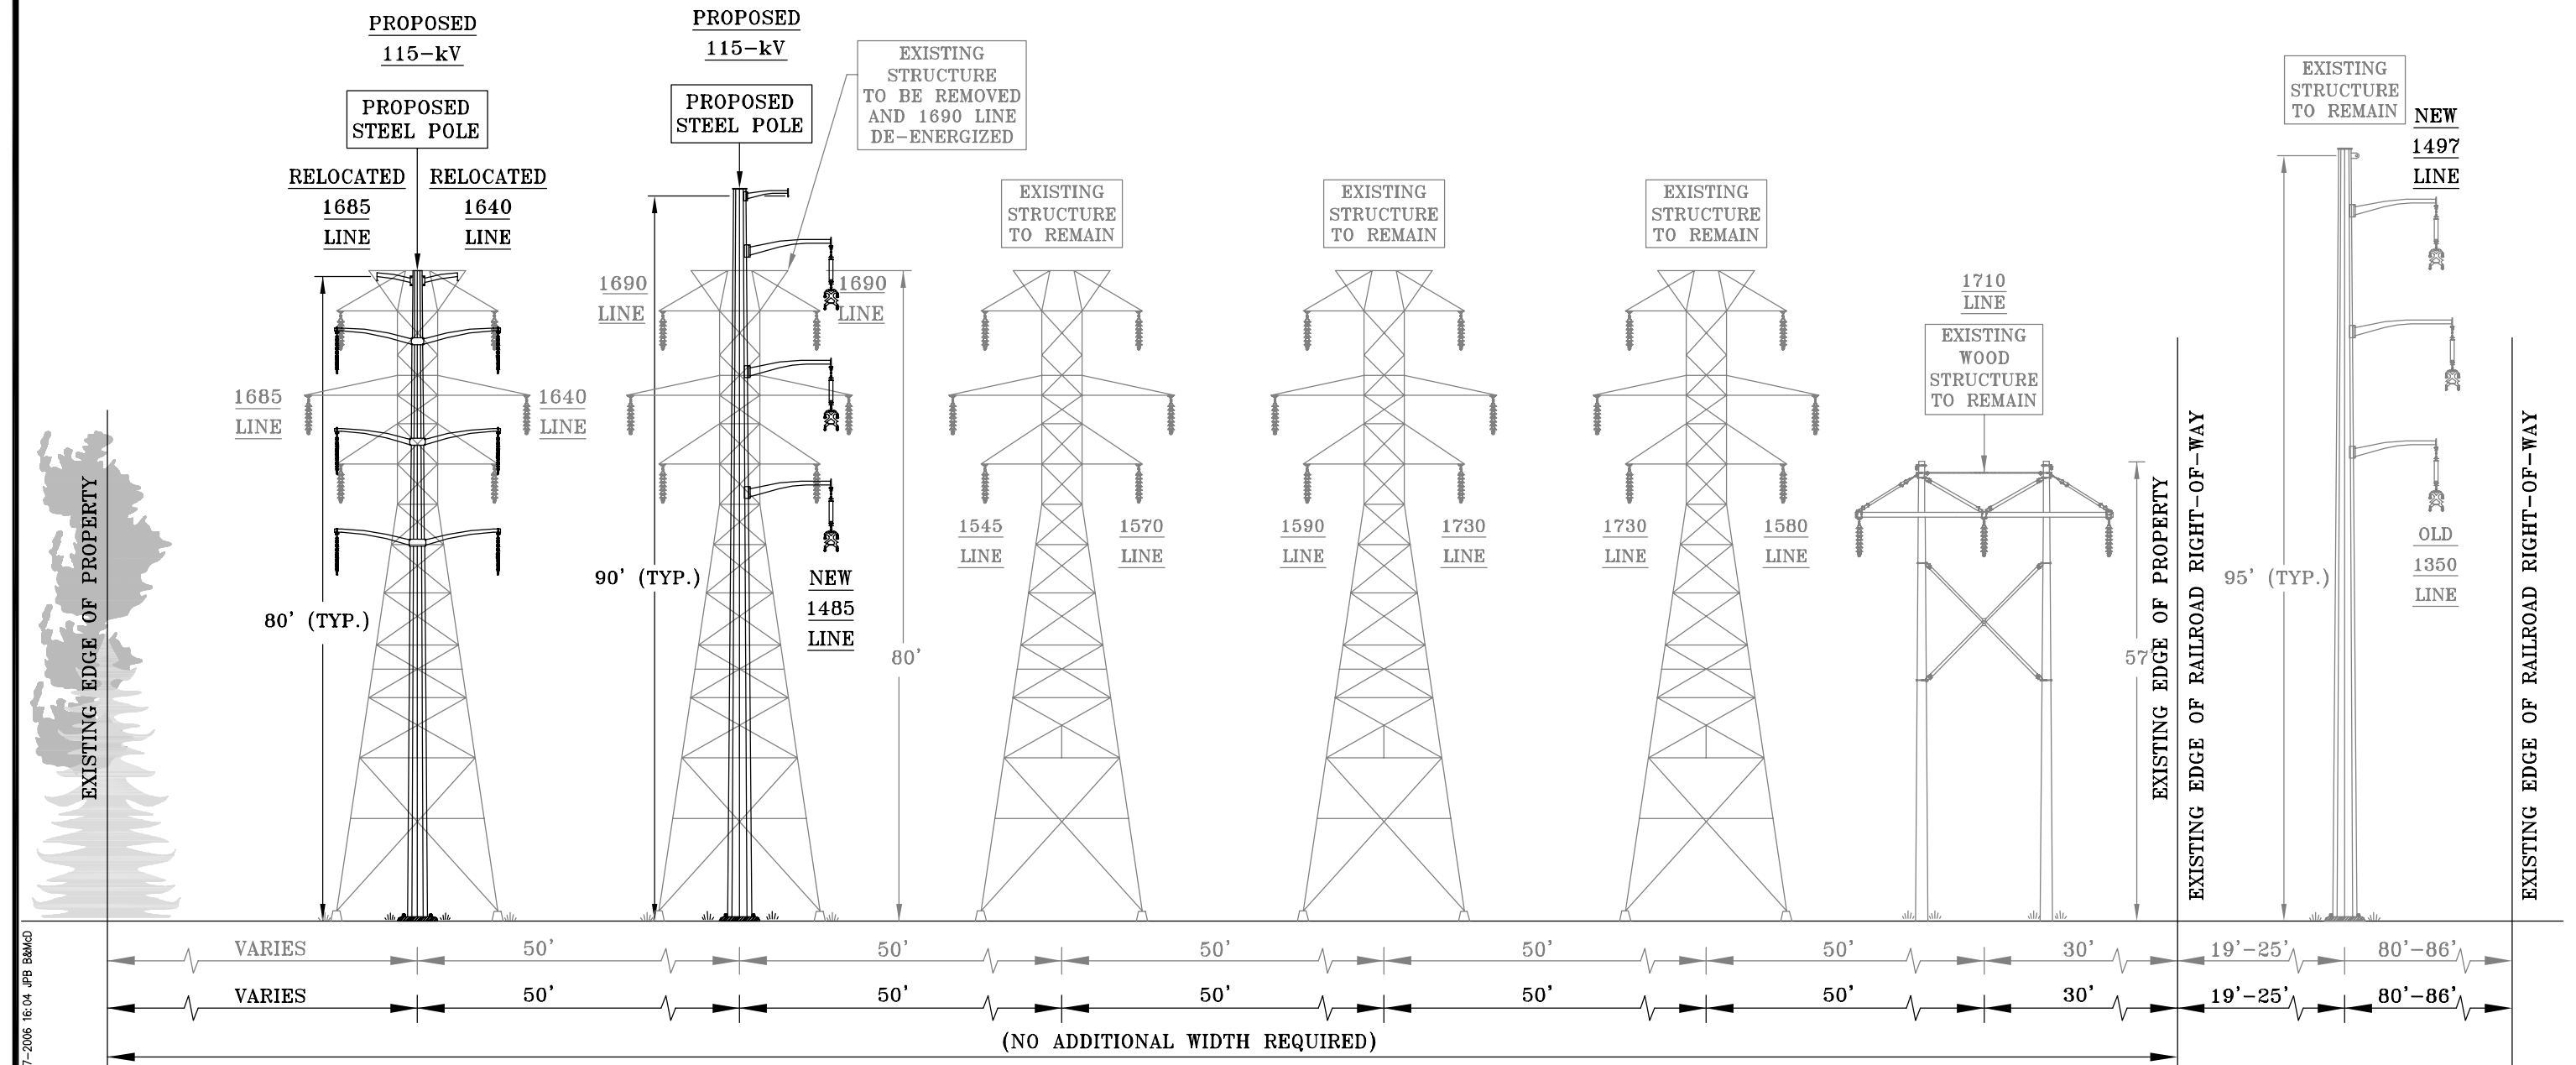 PROPOSED
115-kV
PROPOSED
STEEL POLE
RELOCATED
1685
LINE
RELOCATED
1640
LINE
1685
LINE
1640
LINE
80' (TYP.)
PROPOSED
115-kV
PROPOSED
STEEL POLE
EXISTING
STRUCTURE
TO BE REMOVED
AND 1690 LINE
DE-ENERGIZED
1690
LINE
1690
LINE
90' (TYP.)
NEW
1485
LINE
80'
EXISTING
STRUCTURE
TO REMAIN
1545
LINE
1570
LINE
EXISTING
STRUCTURE
TO REMAIN
1590
LINE
1730
LINE
EXISTING
STRUCTURE
TO REMAIN
1730
LINE
1580
LINE
1710
LINE
EXISTING
WOOD
STRUCTURE
TO REMAIN
57'
EXISTING
STRUCTURE
TO REMAIN
NEW
1497
LINE
95' (TYP.)
OLD
1350
LINE
EXISTING EDGE OF PROPERTY
EXISTING EDGE OF PROPERTY
EXISTING EDGE OF RAILROAD RIGHT-OF-WAY
EXISTING EDGE OF RAILROAD RIGHT-OF-WAY
VARIES 50' 50' 50' 50' 50' 30' 19'-25' 80'-86'
VARIES 50' 50' 50' 50' 50' 30' 19'-25' 80'-86'
(NO ADDITIONAL WIDTH REQUIRED)
7-2006 16:04 JPB B&McD